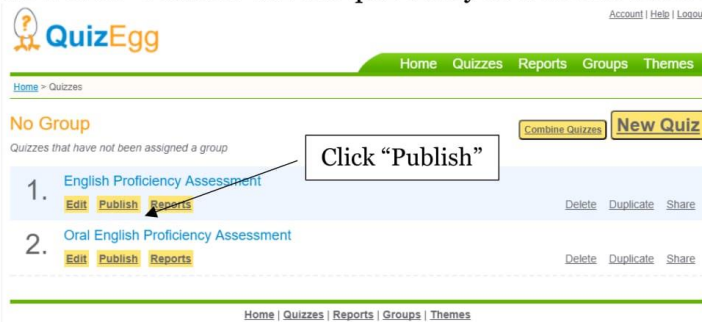 Account | Help | Logou
QuizEgg
Home Quizzes Reports Groups Themes
Home > Quizzes
No Group
Combine Quizzes New Quiz
Quizzes that have not been assigned a group
Click “Publish”
1. English Proficiency Assessment
Edit Publish Reports Delete Duplicate Share
2. Oral English Proficiency Assessment
Edit Publish Reports Delete Duplicate Share
Home | Quizzes | Reports | Groups | Themes